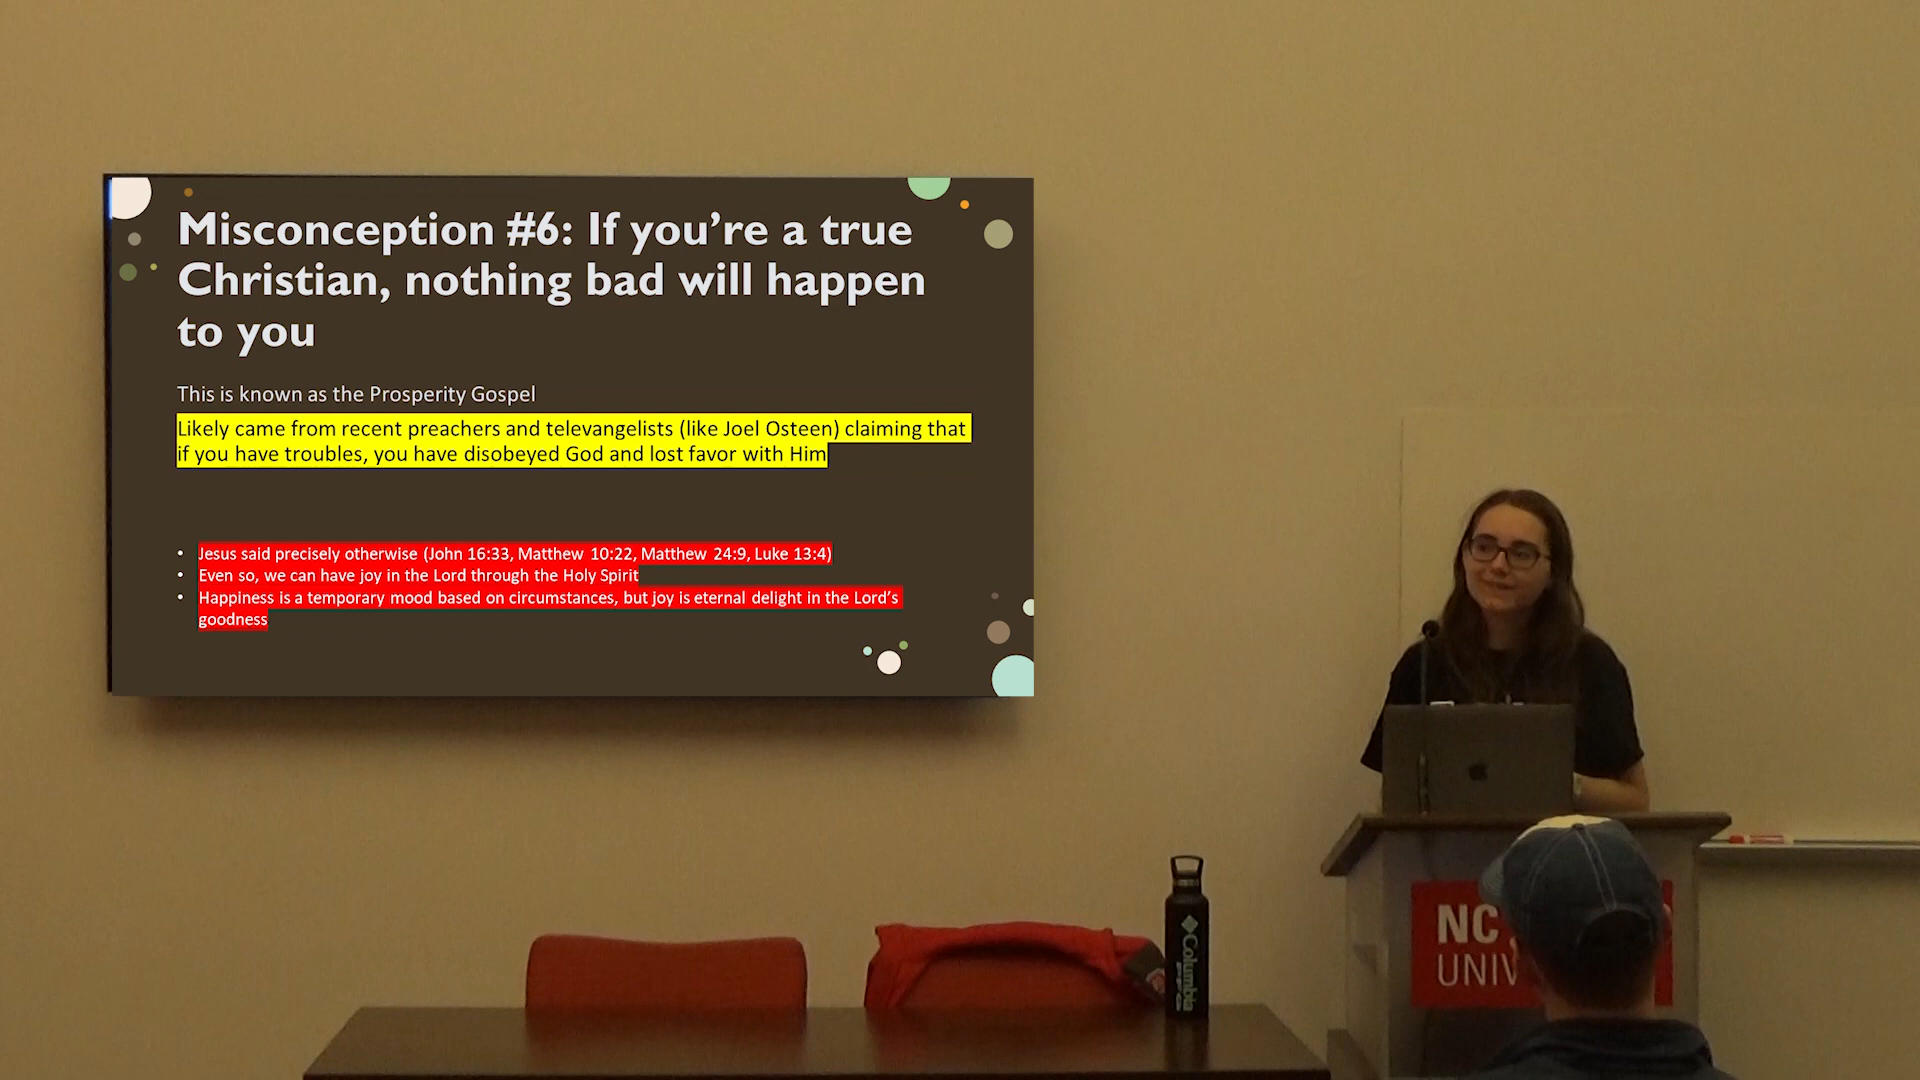 Misconception #6: If you’re a true
Christian, nothing bad will happen
to you
This is known as the Prosperity Gospel
Likely came from recent preachers and televangelists (like Joel Osteen) claiming that
if you have troubles, you have disobeyed God and lost favor with Him
• Jesus said precisely otherwise (John 16:33, Matthew 10:22, Matthew 24:9, Luke 13:4)
• Even so, we can have joy in the Lord through the Holy Spirit
• Happiness is a temporary mood based on circumstances, but joy is eternal delight in the Lord’s
goodness
Columbia
NC
UNIV